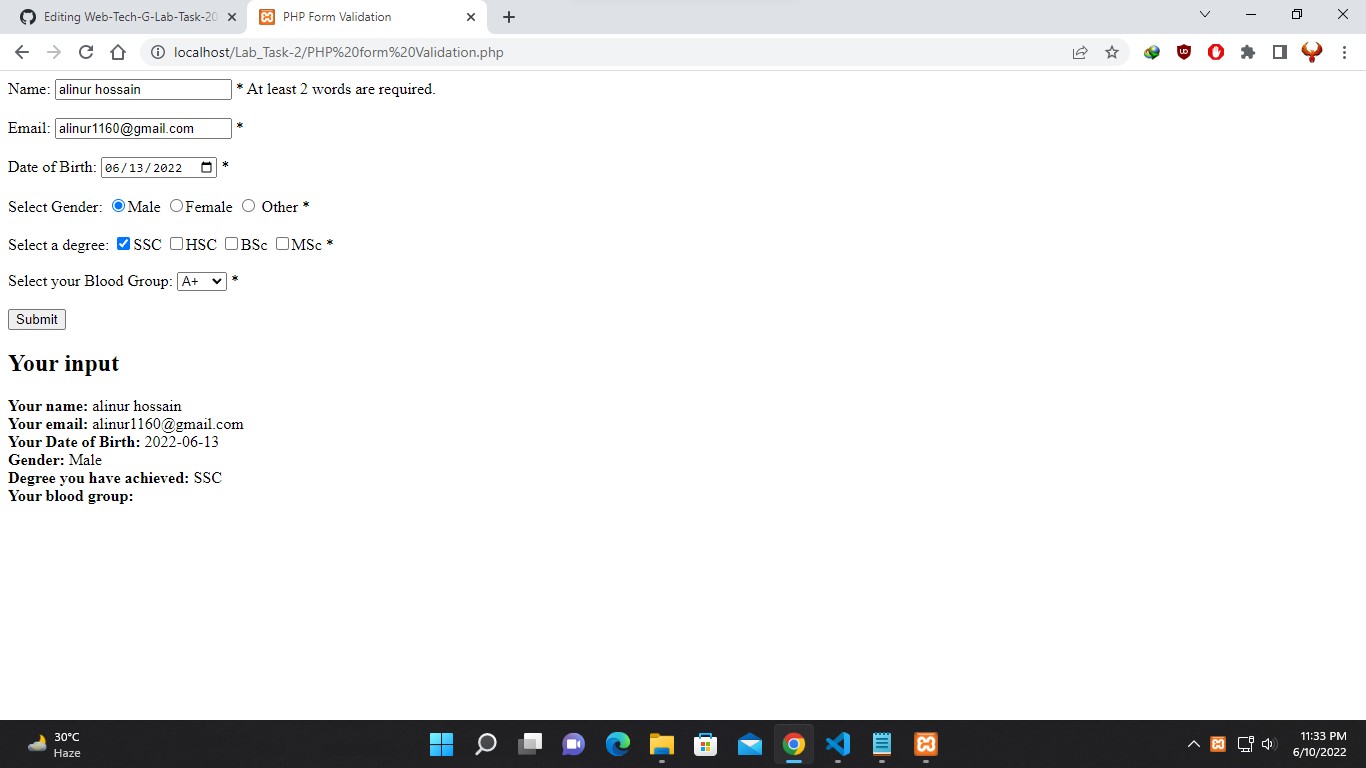 Editing Web-Tech-G-Lab-Task-20
PHP Form Validation
localhost/Lab_Task-2/PHP%20form%20Validation.php
Name: alinur hossain * At least 2 words are required.
Email: alinur1160@gmail.com *
Date of Birth: 06/13/2022 *
Select Gender: Male Female Other *
Select a degree: SSC HSC BSc MSc *
Select your Blood Group: A+ *
Submit
Your input
Your name: alinur hossain
Your email: alinur1160@gmail.com
Your Date of Birth: 2022-06-13
Gender: Male
Degree you have achieved: SSC
Your blood group:
30°C
Haze
11:33 PM
6/10/2022